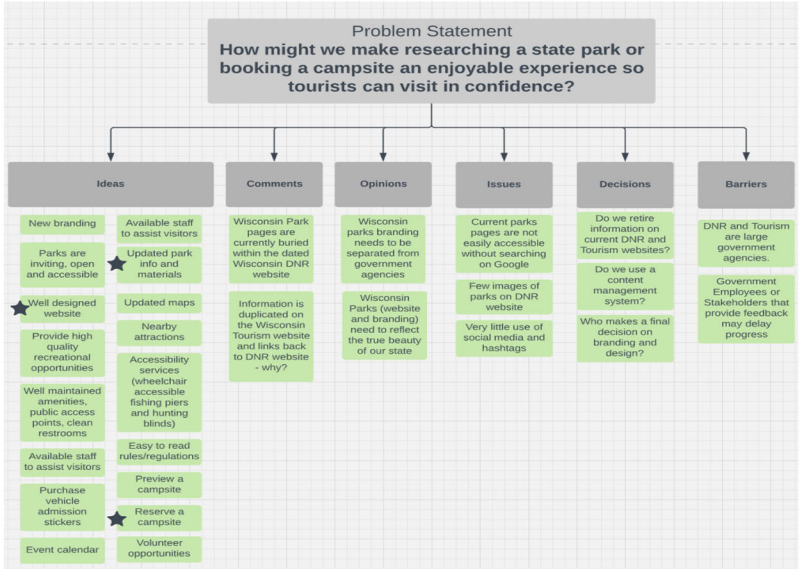 Problem Statement
How might we make researching a state park or
booking a campsite an enjoyable experience so
tourists can visit in confidence?
Ideas
Comments
Opinions
Issues
Decisions
Barriers
New branding
Parks are
inviting, open
and accessible
Well designed
website
Provide high
quality
recreational
opportunities
Well maintained
amenities,
public access
points, clean
restrooms
Available staff
to assist visitors
Purchase
vehicle
admission
stickers
Event calendar
Available staff
to assist visitors
Updated park
info and
materials
Updated maps
Nearby
attractions
Accessibility
services
(wheelchair
accessible
fishing piers
and hunting
blinds)
Easy to read
rules/regulations
Preview a
campsite
Reserve a
campsite
Volunteer
opportunities
Wisconsin Park
pages are
currently buried
within the dated
Wisconsin DNR
website
Information is
duplicated on
the Wisconsin
Tourism website
and links back
to DNR website
- why?
Wisconsin
parks branding
needs to be
separated from
government
agencies
Wisconsin
Parks (website
and branding)
need to reflect
the true beauty
of our state
Current parks
pages are not
easily accessible
without searching
on Google
Few images of
parks on DNR
website
Very little use of
social media and
hashtags
Do we retire
information on
current DNR and
Tourism websites?
Do we use a
content
management
system?
Who makes a final
decision on
branding and
design?
DNR and Tourism
are large
government
agencies.
Government
Employees or
Stakeholders that
provide feedback
may delay
progress